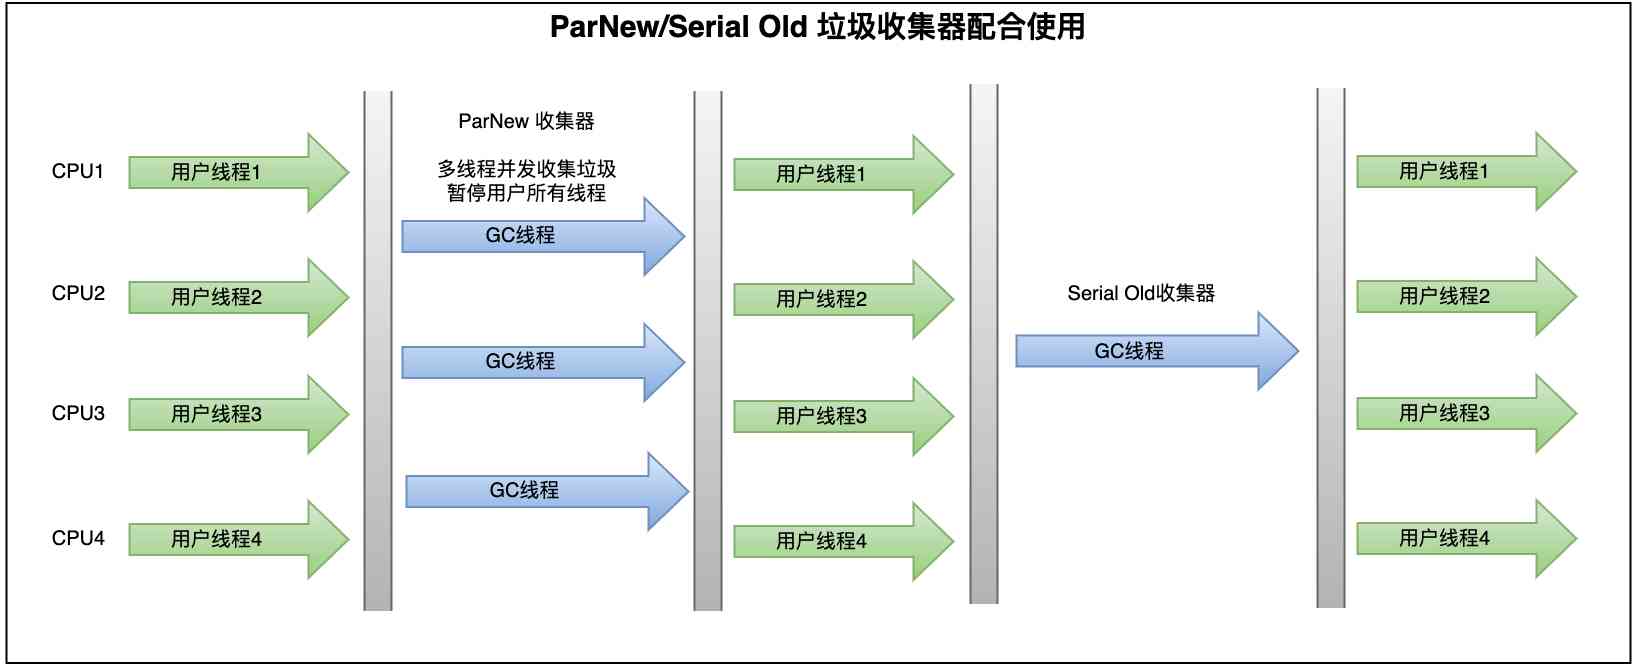 ParNew/Serial Old 垃圾收集器配合使用
ParNew 收集器
多线程并发收集垃圾
暂停用户所有线程
CPU1
用户线程1
用户线程1
用户线程1
GC线程
CPU2
用户线程2
用户线程2
Serial Old收集器
用户线程2
GC线程
GC线程
CPU3
用户线程3
用户线程3
用户线程3
GC线程
CPU4
用户线程4
用户线程4
用户线程4